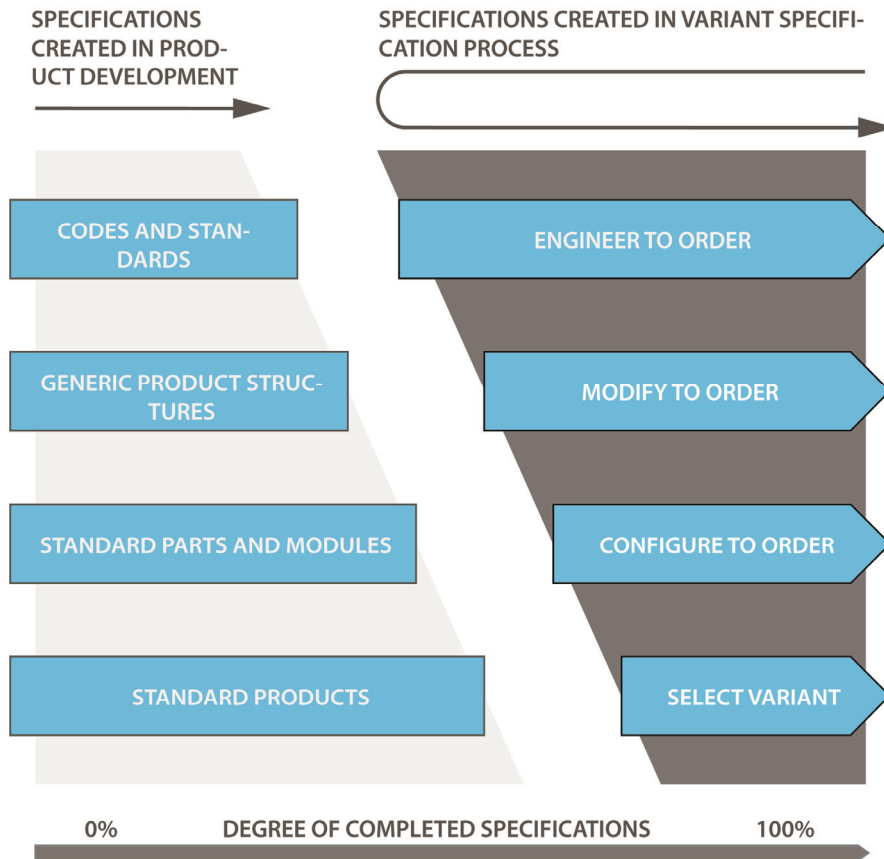 SPECIFICATIONS
CREATED IN PROD-
UCT DEVELOPMENT
SPECIFICATIONS CREATED IN VARIANT SPECIFI-
CATION PROCESS
CODES AND STAN-
DARDS
ENGINEER TO ORDER
GENERIC PRODUCT STRUC-
TURES
MODIFY TO ORDER
STANDARD PARTS AND MODULES
CONFIGURE TO ORDER
STANDARD PRODUCTS
SELECT VARIANT
0% DEGREE OF COMPLETED SPECIFICATIONS 100%